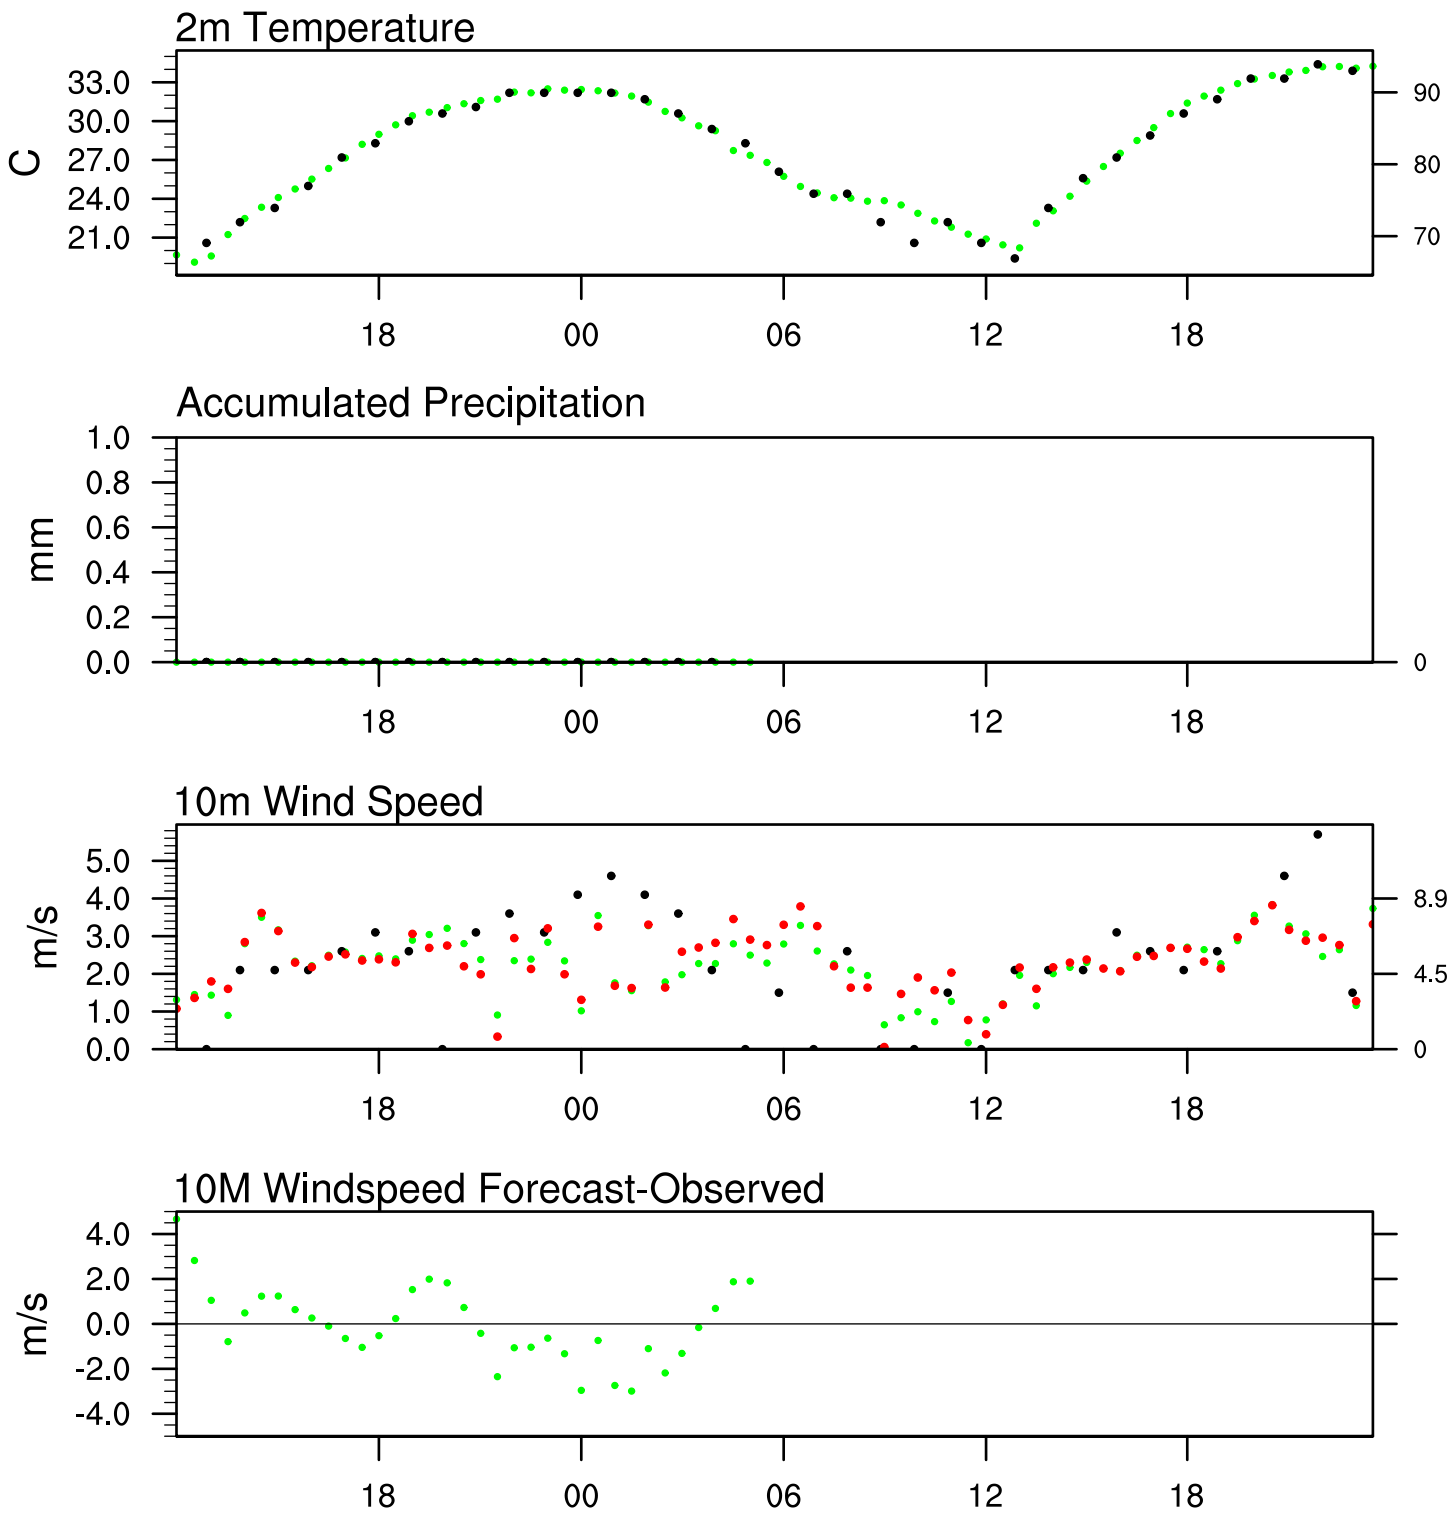 2m Temperature
33.0
30.0
27.0
24.0
21.0
C
90
80
70
18 00 06 12 18
Accumulated Precipitation
1.0
0.8
0.6
0.4
0.2
0.0
mm
0
18 00 06 12 18
10m Wind Speed
5.0
4.0
3.0
2.0
1.0
0.0
m/s
8.9
4.5
0
18 00 06 12 18
10M Windspeed Forecast-Observed
4.0
2.0
0.0
-2.0
-4.0
m/s
18 00 06 12 18